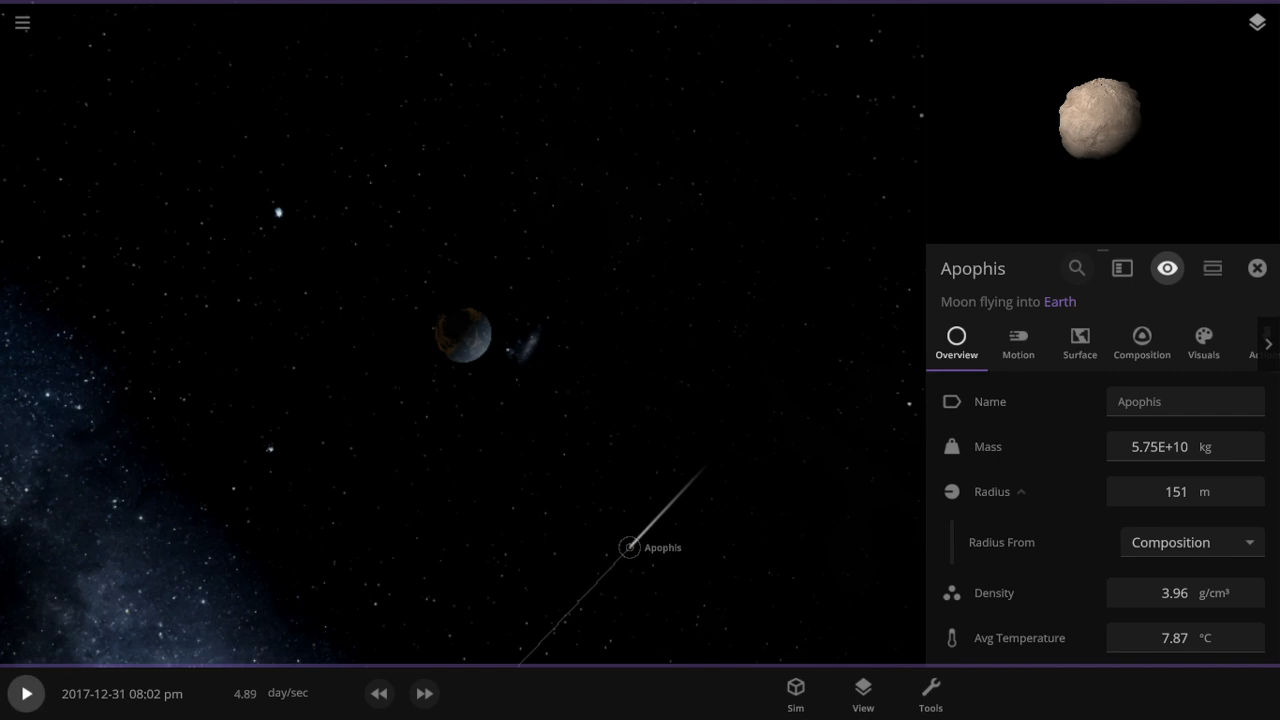 Apophis
Moon flying into Earth
Overview
Motion
Surface
Composition
Visuals
Name
Apophis
Mass
5.75E+10 kg
Radius
151 m
Radius From
Composition
Density
3.96 g/cm³
Avg Temperature
7.87 °C
Apophis
2017-12-31 08:02 pm
4.89 day/sec
Sim
View
Tools